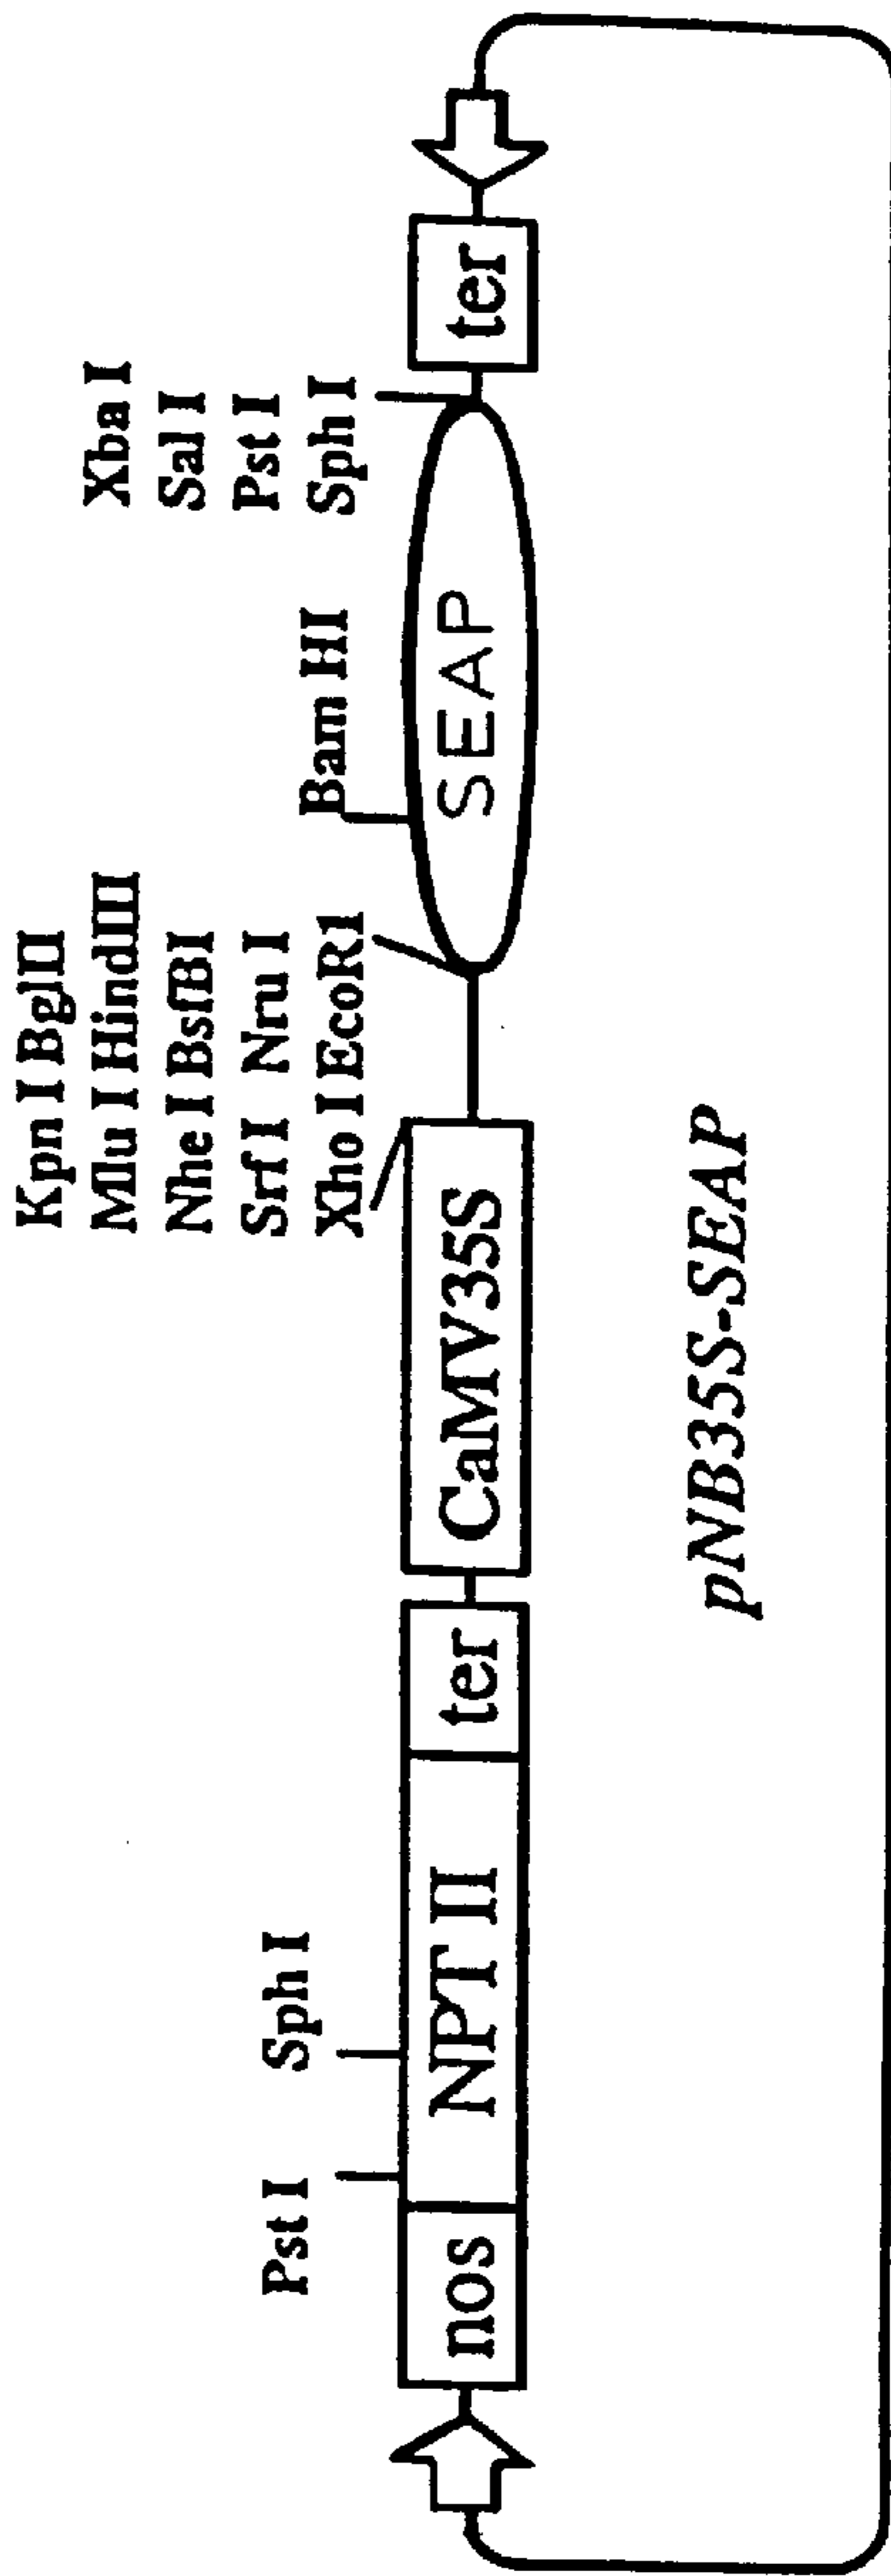 Kpn I BglII
Mlu I HindIII
Nhe I BsfBI
Srf I Nru I
Xho I EcoR1
Xba I
Sal I
Pst I
Sph I
Bam HI
Pst I
Sph I
nos
NPT II
ter
CaMV35S
SEAP
ter
pNB35S-SEAP